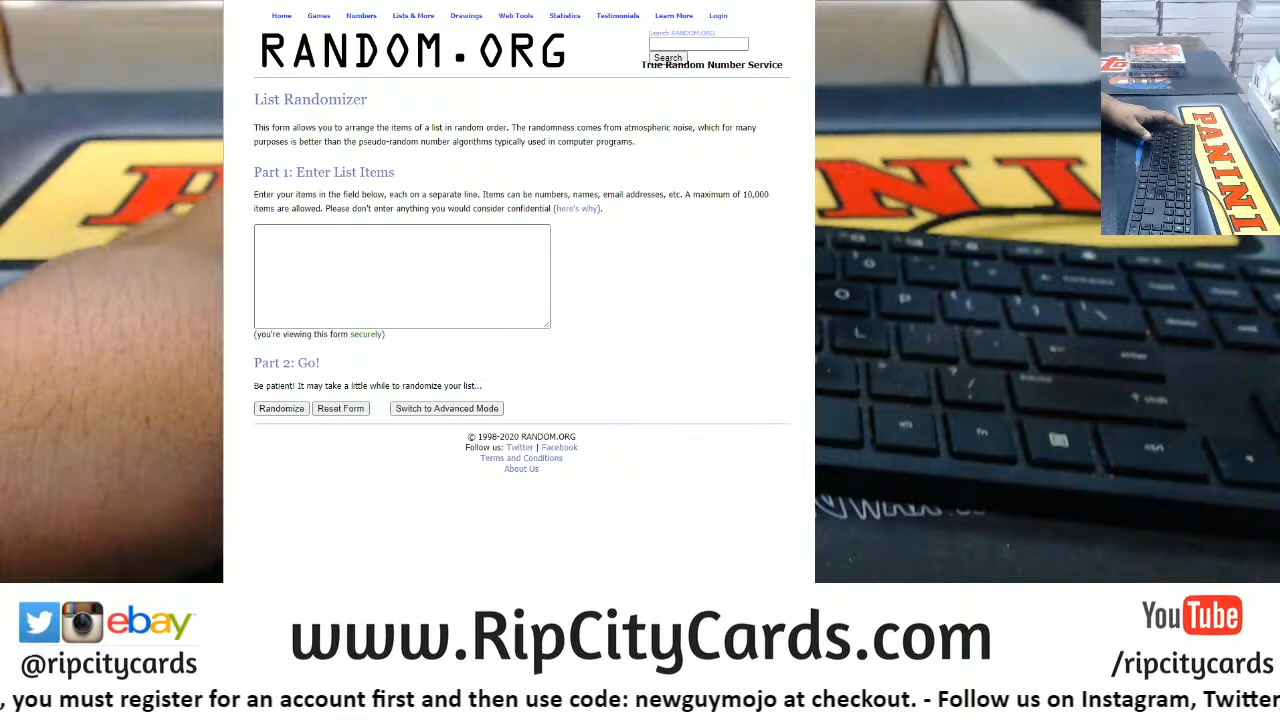 Home Games Numbers Lists & More Drawings Web Tools Statistics Testimonials Learn More Login
RANDOM.ORG
Search RANDOM.ORG
Search
True Random Number Service
List Randomizer
This form allows you to arrange the items of a list in random order. The randomness comes from atmospheric noise, which for many
purposes is better than the pseudo-random number algorithms typically used in computer programs.
Part 1: Enter List Items
Enter your items in the field below, each on a separate line. Items can be numbers, names, email addresses, etc. A maximum of 10,000
items are allowed. Please don't enter anything you would consider confidential (here's why).
(you're viewing this form securely)
Part 2: Go!
Be patient! It may take a little while to randomize your list...
Randomize Reset Form Switch to Advanced Mode
© 1998-2020 RANDOM.ORG
Follow us: Twitter | Facebook
Terms and Conditions
About Us
PANINI
ebay
@ripcitycards
www.RipCityCards.com
YouTube
/ripcitycards
, you must register for an account first and then use code: newguymojo at checkout. - Follow us on Instagram, Twitter